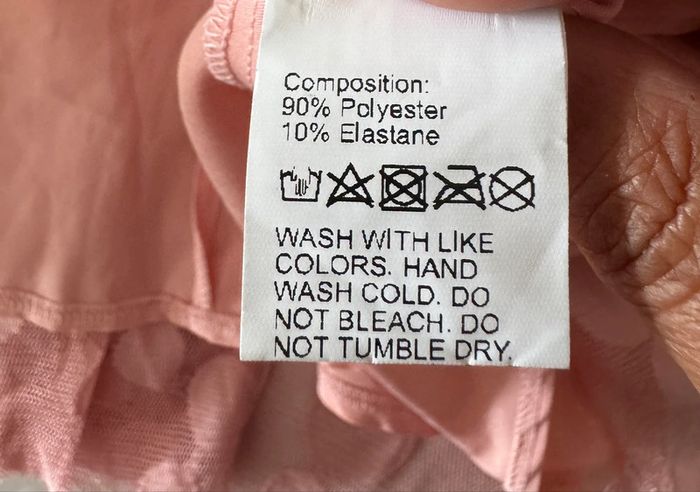 Composition:
90% Polyester
10% Elastane
WASH WITH LIKE
COLORS. HAND
WASH COLD. DO
NOT BLEACH. DO
NOT TUMBLE DRY.